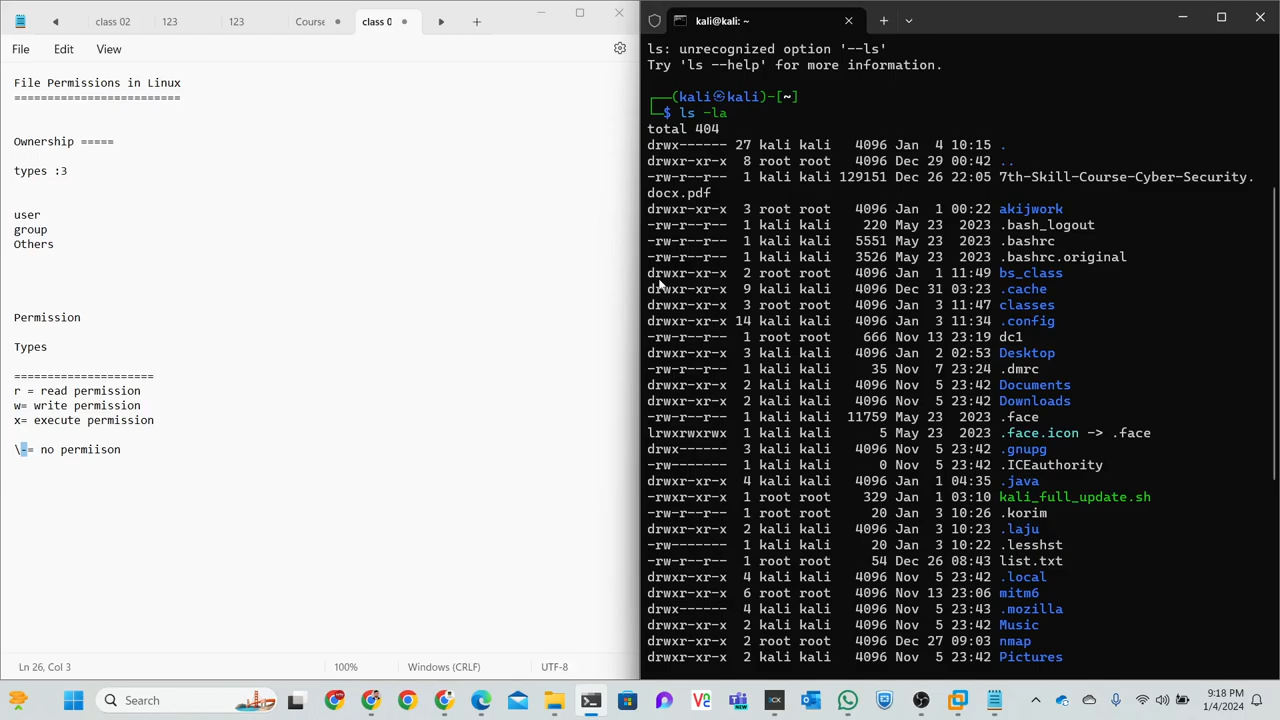 class 02
123
123
Course
class 0
File
Edit
View
File Permissions in Linux
=========================
Ownership =====
types :3
user
group
Others
Permission
Types
=====================
r = read permission
w= write permission
x= execute permission
\-= no permiison
Ln 26, Col 3
100%
Windows (CRLF)
UTF-8
kali@kali: ~
ls: unrecognized option '--ls'
Try 'ls --help' for more information.
┌──(kali㉿kali)-[~]
└─$ ls -la
total 404
drwx------ 27 kali kali   4096 Jan  4 10:15 .
drwxr-xr-x  8 root root   4096 Dec 29 00:42 ..
-rw-r--r--  1 kali kali 129151 Dec 26 22:05 7th-Skill-Course-Cyber-Security.
docx.pdf
drwxr-xr-x  3 root root   4096 Jan  1 00:22 akijwork
-rw-r--r--  1 kali kali    220 May 23  2023 .bash_logout
-rw-r--r--  1 kali kali   5551 May 23  2023 .bashrc
-rw-r--r--  1 kali kali   3526 May 23  2023 .bashrc.original
drwxr-xr-x  2 root root   4096 Jan  1 11:49 bs_class
drwxr-xr-x  9 kali kali   4096 Dec 31 03:23 .cache
drwxr-xr-x  3 root root   4096 Jan  3 11:47 classes
drwxr-xr-x 14 kali kali   4096 Jan  3 11:34 .config
-rw-r--r--  1 root root    666 Nov 13 23:19 dc1
drwxr-xr-x  3 kali kali   4096 Jan  2 02:53 Desktop
-rw-r--r--  1 kali kali     35 Nov  7 23:24 .dmrc
drwxr-xr-x  2 kali kali   4096 Nov  5 23:42 Documents
drwxr-xr-x  2 kali kali   4096 Nov  5 23:42 Downloads
-rw-r--r--  1 kali kali  11759 May 23  2023 .face
lrwxrwxrwx  1 kali kali      5 May 23  2023 .face.icon -> .face
drwx------  3 kali kali   4096 Nov  5 23:42 .gnupg
-rw-------  1 kali kali      0 Nov  5 23:42 .ICEauthority
drwxr-xr-x  4 kali kali   4096 Jan  1 04:35 .java
-rwxr-xr-x  1 root root    329 Jan  1 03:10 kali_full_update.sh
-rw-r--r--  1 root root     20 Jan  3 10:26 .korim
drwxr-xr-x  2 kali kali   4096 Jan  3 10:23 .laju
-rw-------  1 kali kali     20 Jan  3 10:22 .lesshst
-rw-r--r--  1 root root     54 Dec 26 08:43 list.txt
drwxr-xr-x  4 kali kali   4096 Nov  5 23:42 .local
drwxr-xr-x  6 root root   4096 Nov 13 23:06 mitm6
drwx------  4 kali kali   4096 Nov  5 23:43 .mozilla
drwxr-xr-x  2 kali kali   4096 Nov  5 23:42 Music
drwxr-xr-x  2 root root   4096 Dec 27 09:03 nmap
drwxr-xr-x  2 kali kali   4096 Nov  5 23:42 Pictures
Search
9:18 PM
1/4/2024